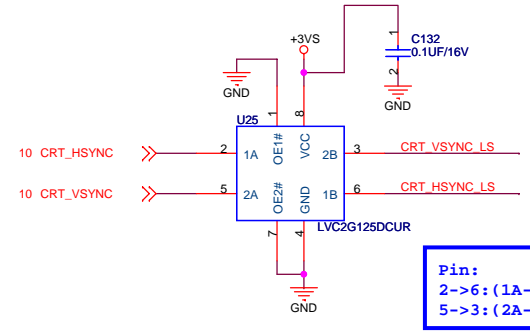 +3VS
1
C132
0.1UF/16V
2
GND
GND
1
8
U25
OE1#
VCC
10 CRT_HSYNC
2
1A
2B
3
CRT_VSYNC_LS
10 CRT_VSYNC
5
2A
1B
6
CRT_HSYNC_LS
OE2#
GND
LVC2G125DCUR
7
4
GND
Pin:
2->6:(1A-
5->3:(2A-